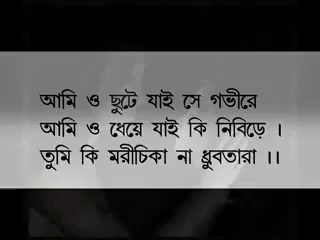 আমি ও ছুটে যাই সে গভীরে
আমি ও ধেয়ে যাই কি নিবিড়ে ।
তুমি কি মরীচিকা না ধ্রুবতারা ।।